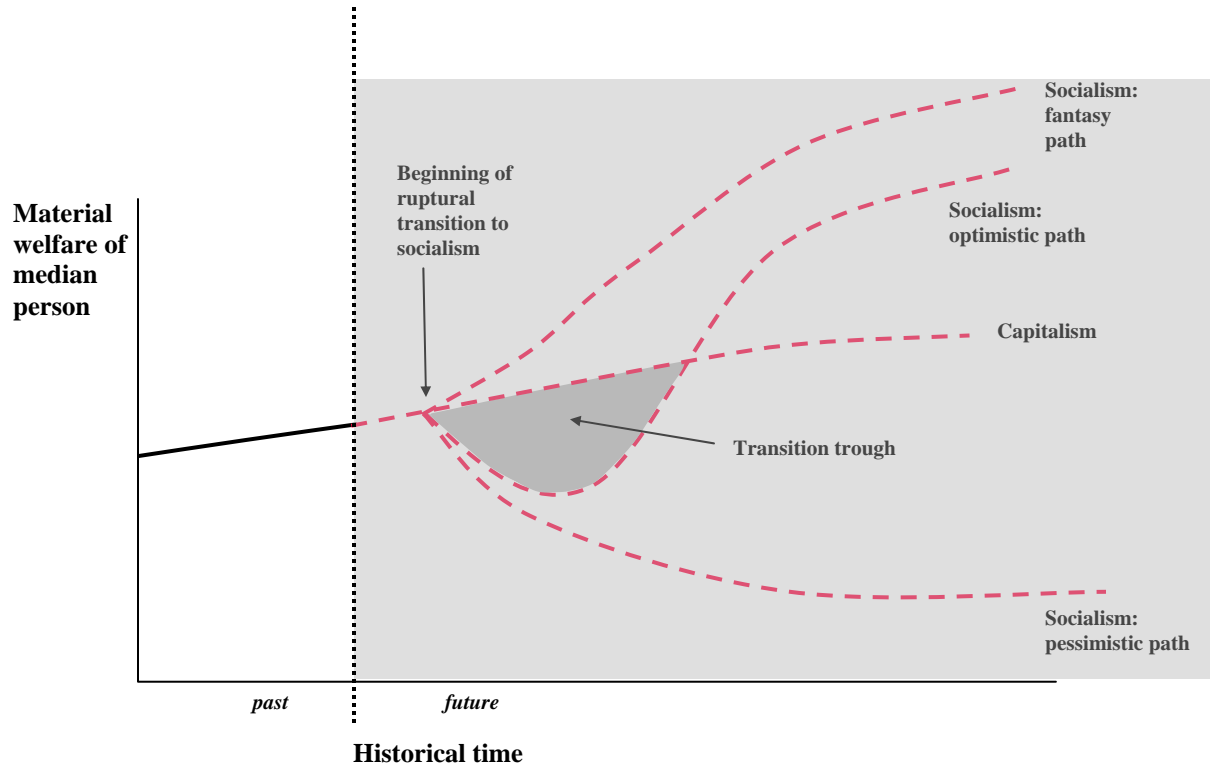 Socialism:
fantasy
path
Beginning of
ruptural
transition to
socialism
Material
welfare of
median
person
Socialism:
optimistic path
Capitalism
Transition trough
Socialism:
pessimistic path
past
future
Historical time